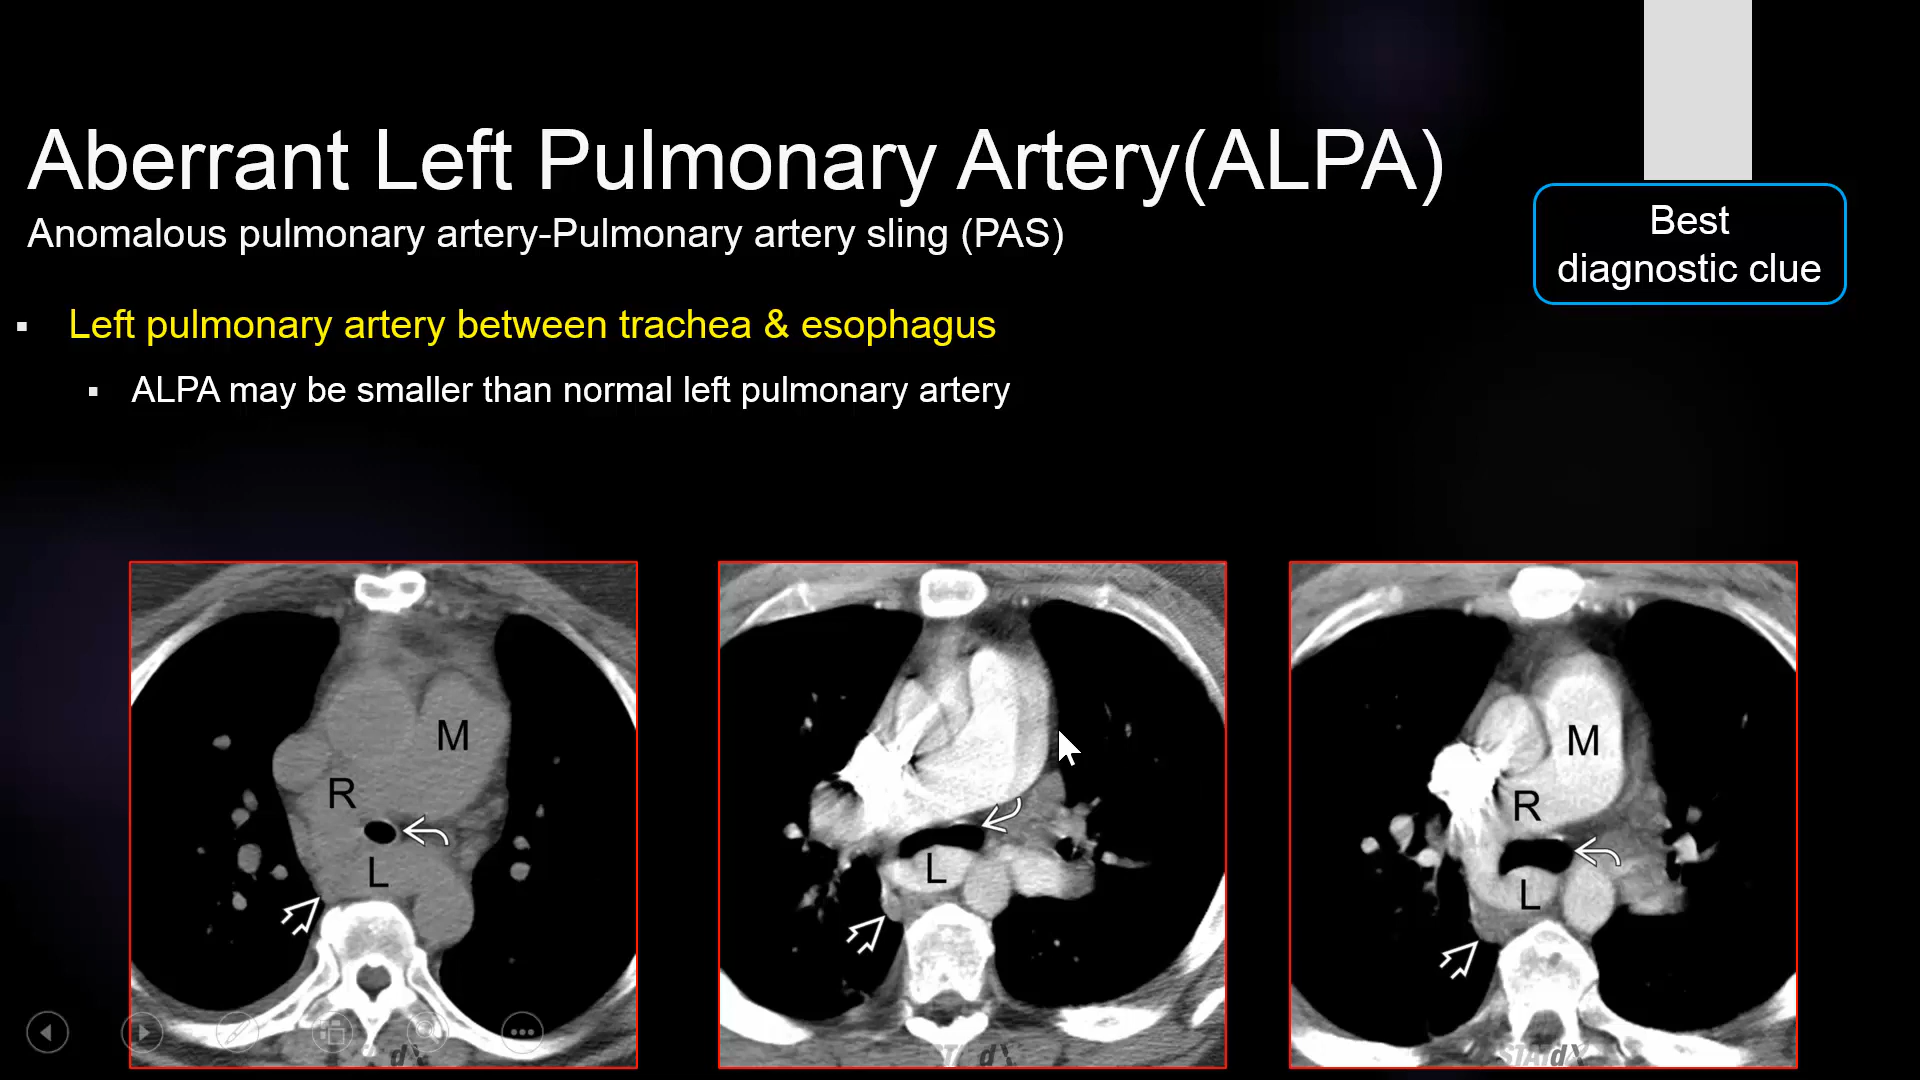 Aberrant Left Pulmonary Artery(ALPA)
Anomalous pulmonary artery-Pulmonary artery sling (PAS)
Best
diagnostic clue
▪ Left pulmonary artery between trachea & esophagus
▪ ALPA may be smaller than normal left pulmonary artery
M
R
L
L
M
R
L
STATdX